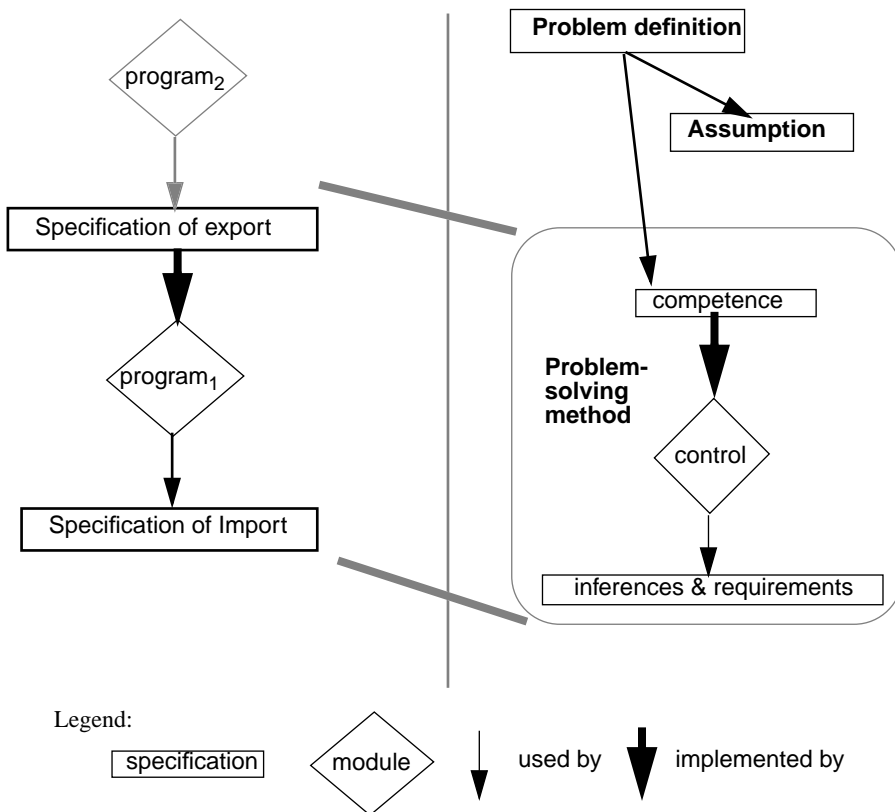 program2
Specification of export
program1
Specification of Import
Problem definition
Assumption
competence
Problem-
solving
method
control
inferences & requirements
Legend:
specification
module
used by
implemented by